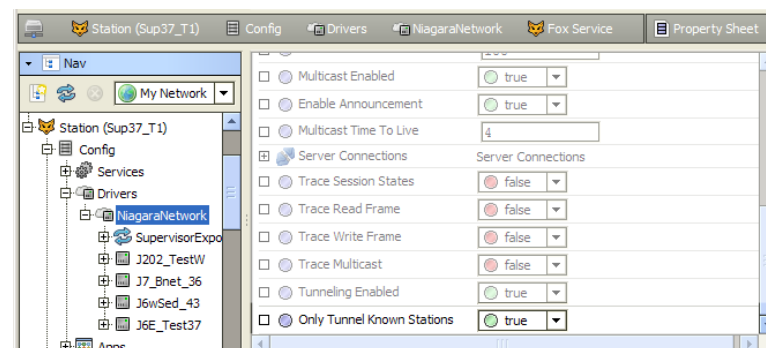 Station (Sup37_T1) Config Drivers NiagaraNetwork Fox Service Property Sheet
Nav
My Network
Station (Sup37_T1)
Config
Services
Drivers
NiagaraNetwork
SupervisorExpo
J202_TestW
J7_Bnet_36
J6wSed_43
J6E_Test37
Apps
Multicast Enabled true
Enable Announcement true
Multicast Time To Live 4
Server Connections Server Connections
Trace Session States false
Trace Read Frame false
Trace Write Frame false
Trace Multicast false
Tunneling Enabled true
Only Tunnel Known Stations true